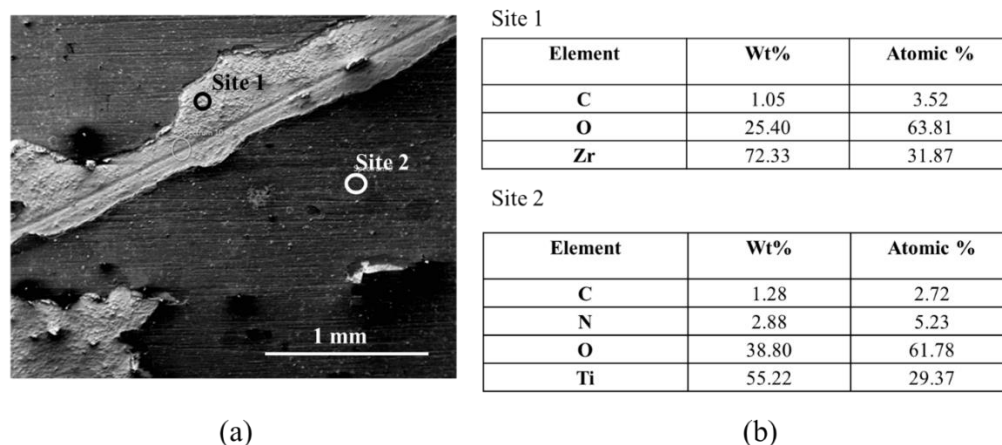 Site 1
Element Wt% Atomic %
C 1.05 3.52
O 25.40 63.81
Zr 72.33 31.87
Site 1
Site 2
1 mm
Site 2
Element Wt% Atomic %
C 1.28 2.72
N 2.88 5.23
O 38.80 61.78
Ti 55.22 29.37
(a) (b)